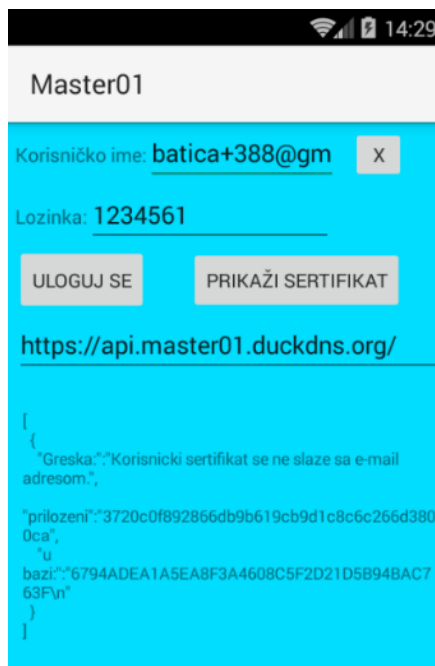 14:29
Master01
Korisničko ime: batica+388@gm X
Lozinka: 1234561
ULOGUJ SE PRIKAŽI SERTIFIKAT
https://api.master01.duckdns.org/
[
{
"Greska:":"Korisnicki sertifikat se ne slaze sa e-mail
adresom.",
"prilozeni":"3720c0f892866db9b619cb9d1c8c6c266d380
0ca",
"u
bazi:":"6794ADEA1A5EA8F3A4608C5F2D21D5B94BAC7
63F\n"
}
]